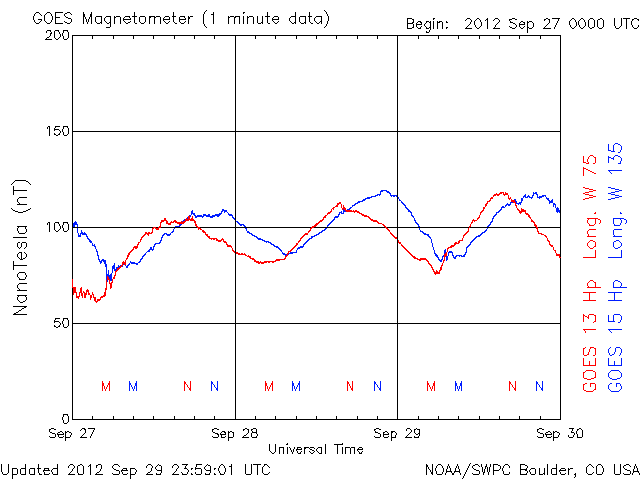 GOES Magnetometer (1 minute data)
Begin: 2012 Sep 27 0000 UTC
200
150
100
50
0
NanoTesla (nT)
M M N N M M N N M M N N
Sep 27 Sep 28 Sep 29 Sep 30
Universal Time
GOES 13 Hp Long. W 75
GOES 15 Hp Long. W 135
Updated 2012 Sep 29 23:59:01 UTC
NOAA/SWPC Boulder, CO USA